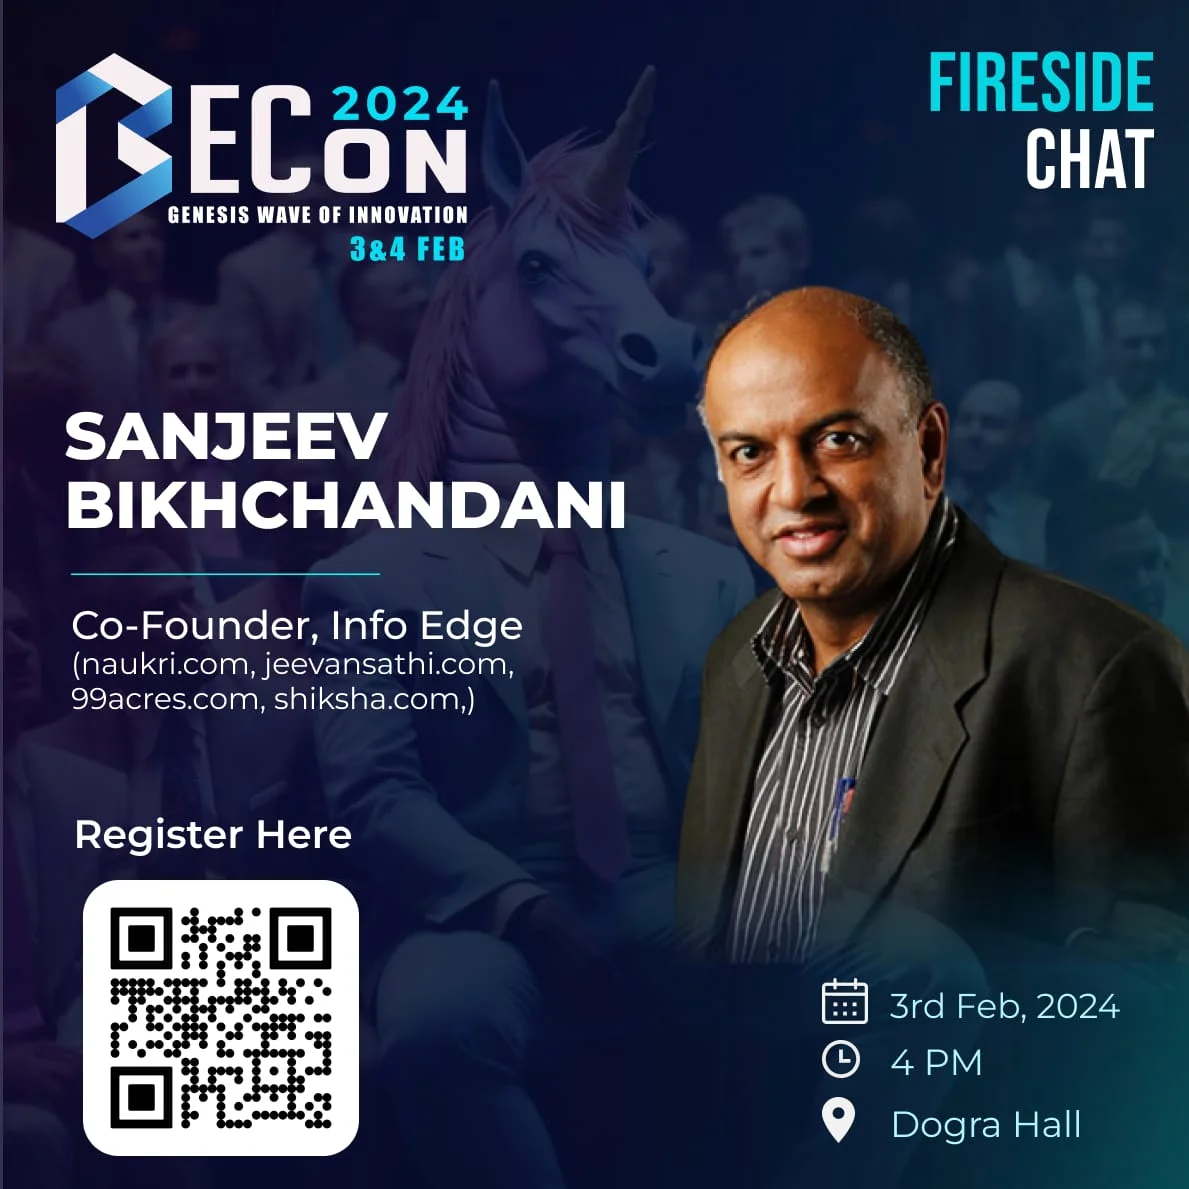 BECon 2024
GENESIS WAVE OF INNOVATION
3&4 FEB
FIRESIDE
CHAT
SANJEEV
BIKHCHANDANI
Co-Founder, Info Edge
(naukri.com, jeevansathi.com,
99acres.com, shiksha.com,)
Register Here
3rd Feb, 2024
4 PM
Dogra Hall